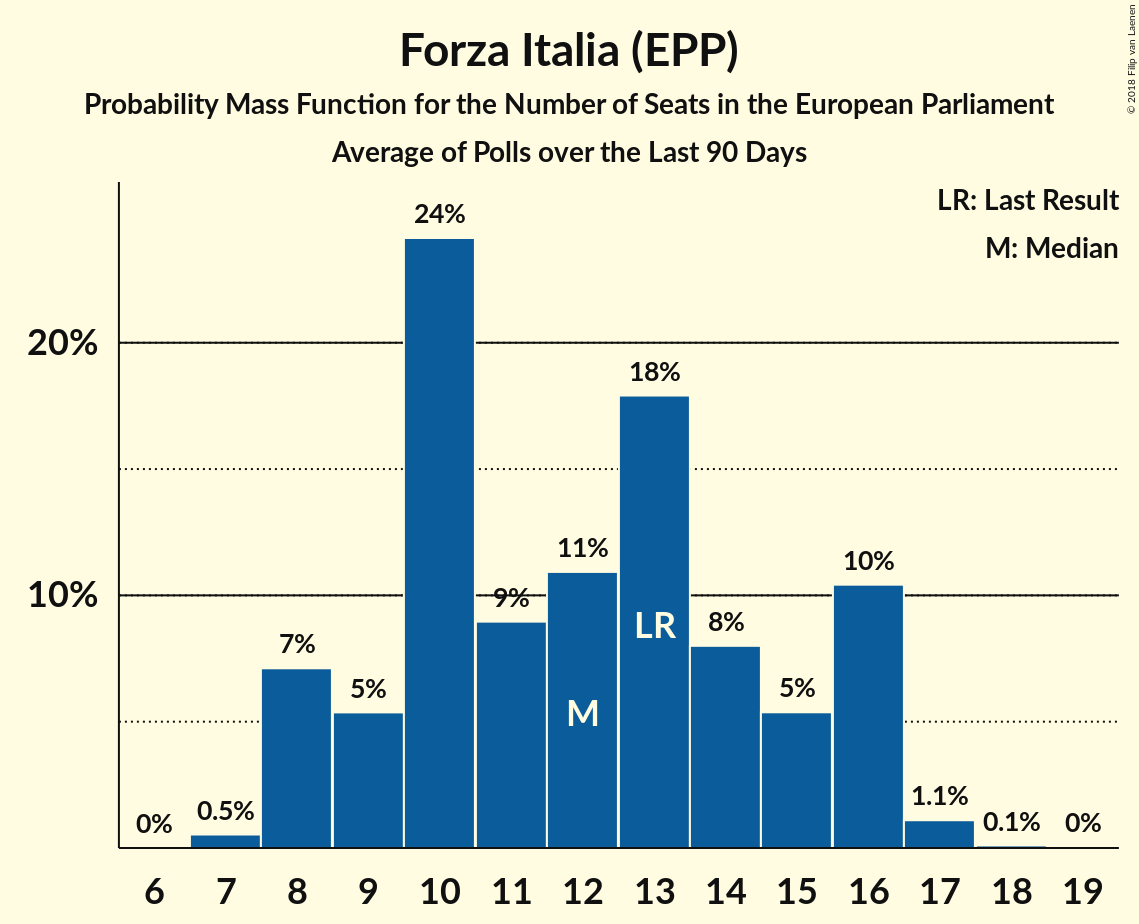 Forza Italia (EPP)
Probability Mass Function for the Number of Seats in the European Parliament
Average of Polls over the Last 90 Days
© 2018 Filip van Laenen
LR: Last Result
M: Median
24%
20%
18%
11%
10%
10%
9%
LR
8%
7%
5%
5%
M
1.1%
0.5%
0%
0.1%
0%
6 7 8 9 10 11 12 13 14 15 16 17 18 19